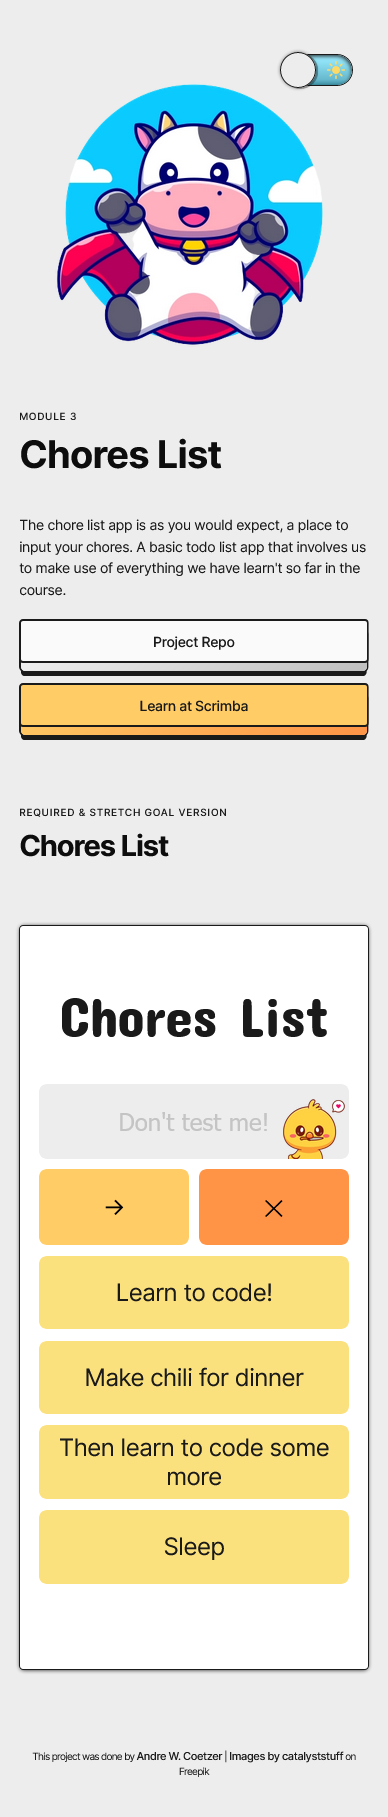 MODULE 3
Chores List
The chore list app is as you would expect, a place to
input your chores. A basic todo list app that involves us
to make use of everything we have learn't so far in the
course.
Project Repo
Learn at Scrimba
REQUIRED & STRETCH GOAL VERSION
Chores List
Chores List
Don't test me!
Learn to code!
Make chili for dinner
Then learn to code some
more
Sleep
This project was done by Andre W. Coetzer | Images by catalyststuff on
Freepik